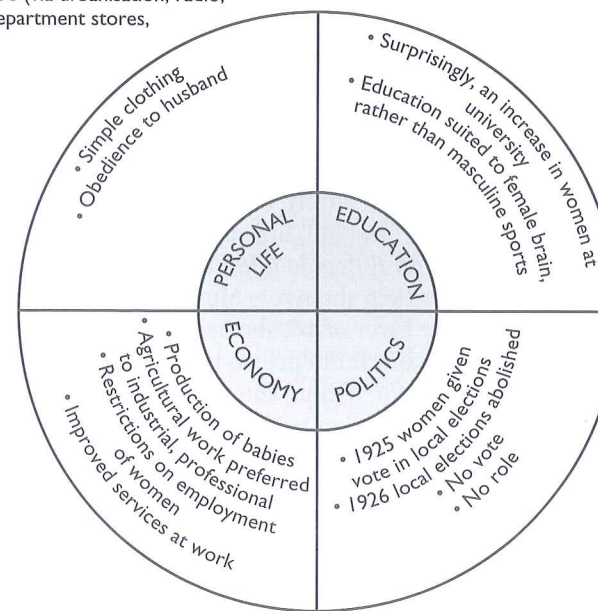 department stores,
• Simple clothing
• Obedience to husband
• Surprisingly, an increase in women at
university
• Education suited to female brain,
rather than masculine sports
PERSONAL
LIFE
EDUCATION
ECONOMY
POLITICS
• Production of babies
• Agricultural work preferred
to industrial, professional
• Restrictions on employment
of women
• Improved services at work
• 1925 women given
vote in local elections
• 1926 local elections abolished
• No vote
• No role